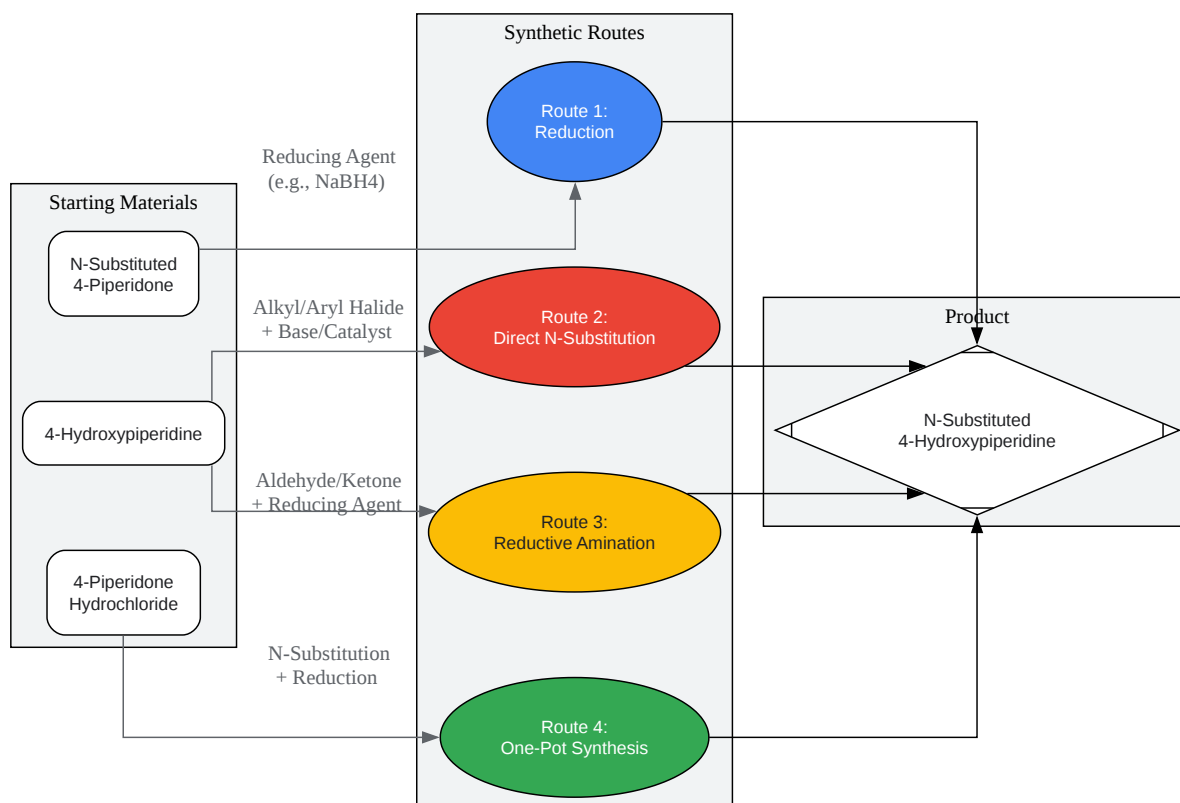 Synthetic Routes
Route 1:
Reduction
Reducing Agent
(e.g., NaBH4)
Starting Materials
N-Substituted
4-Piperidone
Alkyl/Aryl Halide
+ Base/Catalyst
Route 2:
Direct N-Substitution
Product
4-Hydroxypiperidine
N-Substituted
4-Hydroxypiperidine
Aldehyde/Ketone
+ Reducing Agent
Route 3:
Reductive Amination
4-Piperidone
Hydrochloride
N-Substitution
+ Reduction
Route 4:
One-Pot Synthesis